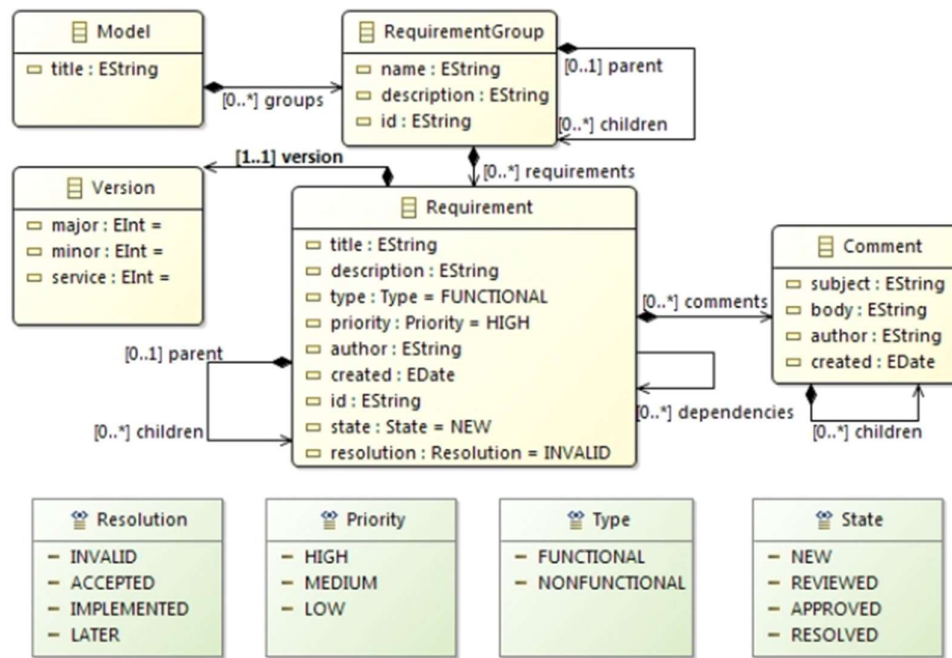 Model
title : EString
[0..*] groups
RequirementGroup
name : EString
description : EString
id : EString
[0..1] parent
[0..*] children
[1..1] version
[0..*] requirements
Version
major : EInt =
minor : EInt =
service : EInt =
Requirement
title : EString
description : EString
type : Type = FUNCTIONAL
priority : Priority = HIGH
author : EString
created : EDate
id : EString
state : State = NEW
resolution : Resolution = INVALID
[0..1] parent
[0..*] children
[0..*] comments
[0..*] dependencies
Comment
subject : EString
body : EString
author : EString
created : EDate
[0..*] children
Resolution
INVALID
ACCEPTED
IMPLEMENTED
LATER
Priority
HIGH
MEDIUM
LOW
Type
FUNCTIONAL
NONFUNCTIONAL
State
NEW
REVIEWED
APPROVED
RESOLVED